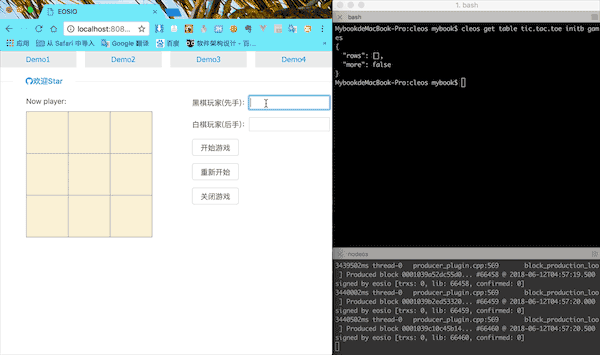 EOSIO
localhost:808...
应用
从 Safari 中导入
Google 翻译
百度
软件架构设计 -
Demo1
Demo2
Demo3
Demo4
欢迎Star
Now player:
黑棋玩家(先手):
白棋玩家(后手):
开始游戏
重新开始
关闭游戏
1. bash
bash
MybookdeMacBook-Pro:cleos mybook$ cleos get table tic.tac.toe initb gam
es
{
"rows": [],
"more": false
}
MybookdeMacBook-Pro:cleos mybook$
nodeos
3439502ms thread-0 producer_plugin.cpp:569 block_production_loo
] Produced block 0001039a52dc55d0... #66458 @ 2018-06-12T04:57:19.500
signed by eosio [trxs: 0, lib: 66457, confirmed: 0]
3440002ms thread-0 producer_plugin.cpp:569 block_production_loo
] Produced block 0001039b2ed53320... #66459 @ 2018-06-12T04:57:20.000
signed by eosio [trxs: 0, lib: 66458, confirmed: 0]
3440502ms thread-0 producer_plugin.cpp:569 block_production_loo
] Produced block 0001039c10c45b14... #66460 @ 2018-06-12T04:57:20.500
signed by eosio [trxs: 0, lib: 66459, confirmed: 0]